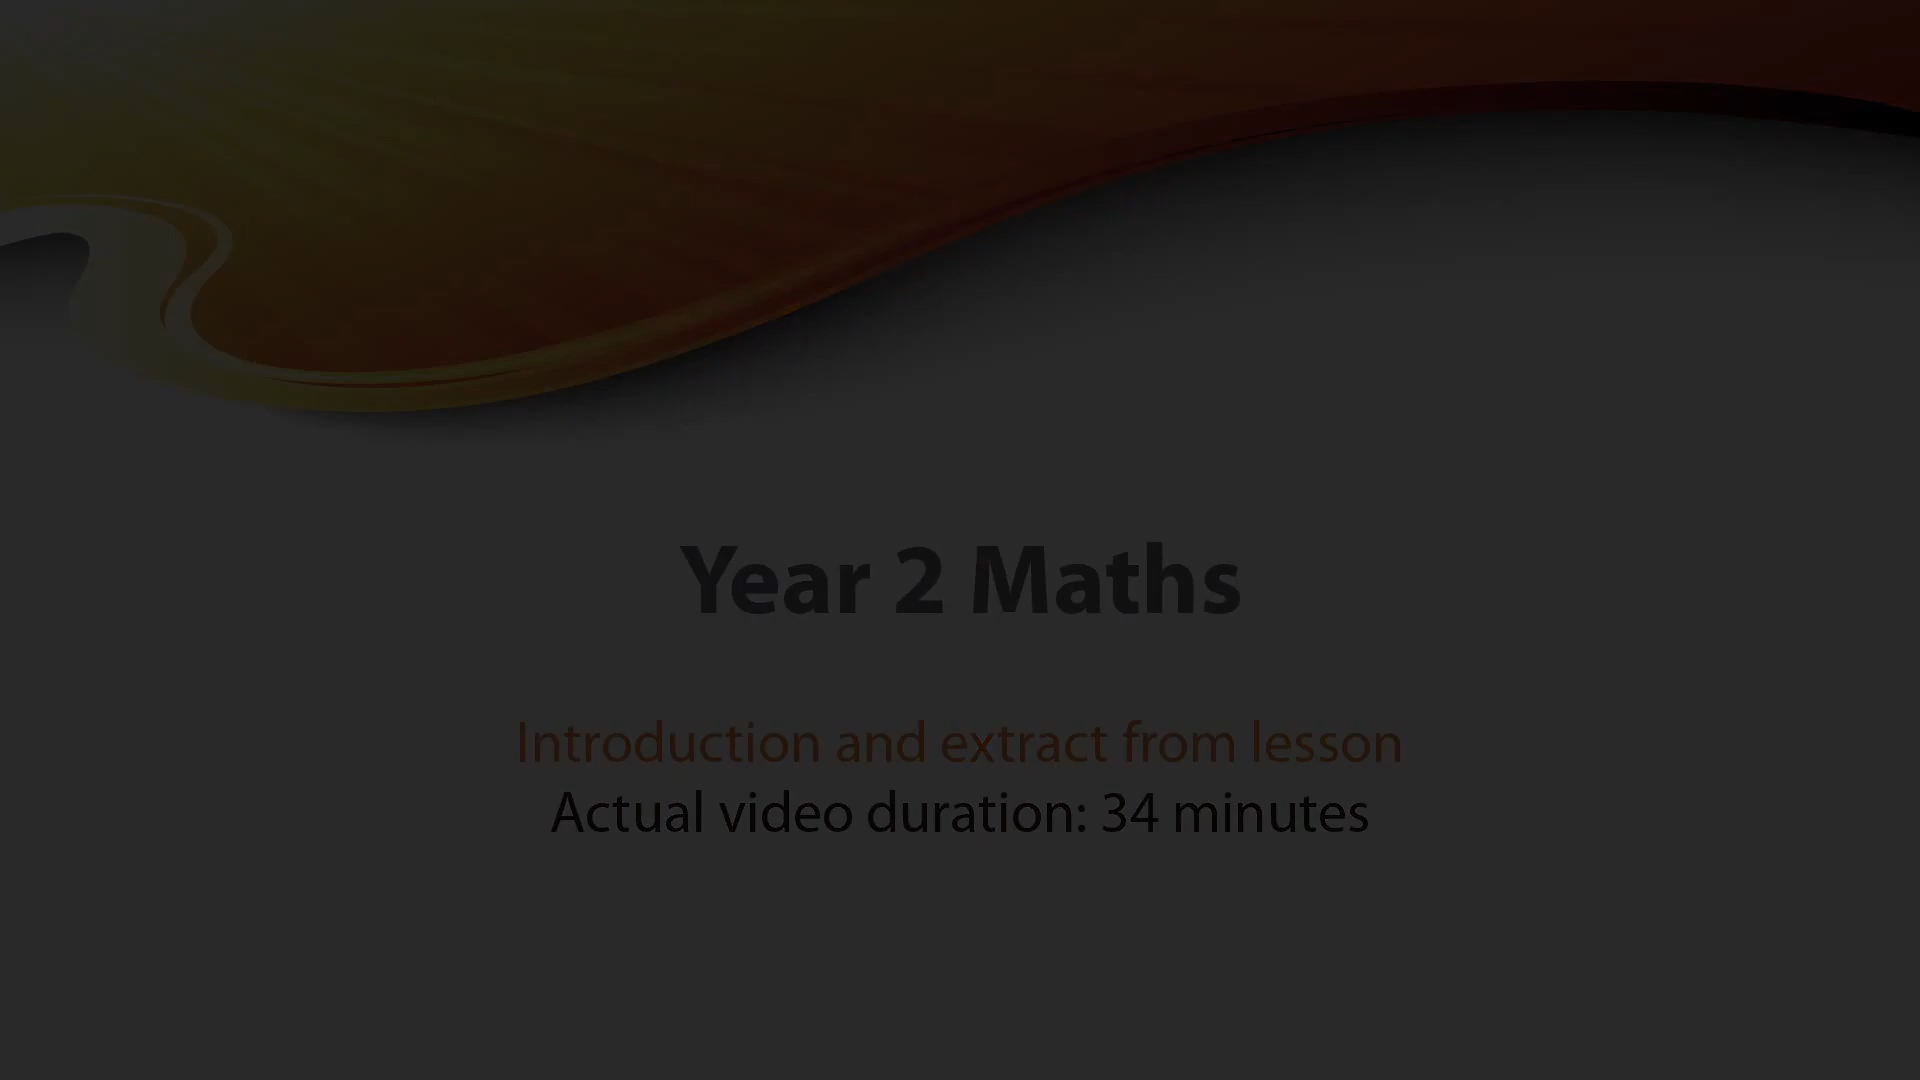 Year 2 Maths
Introduction and extract from lesson
Actual video duration: 34 minutes